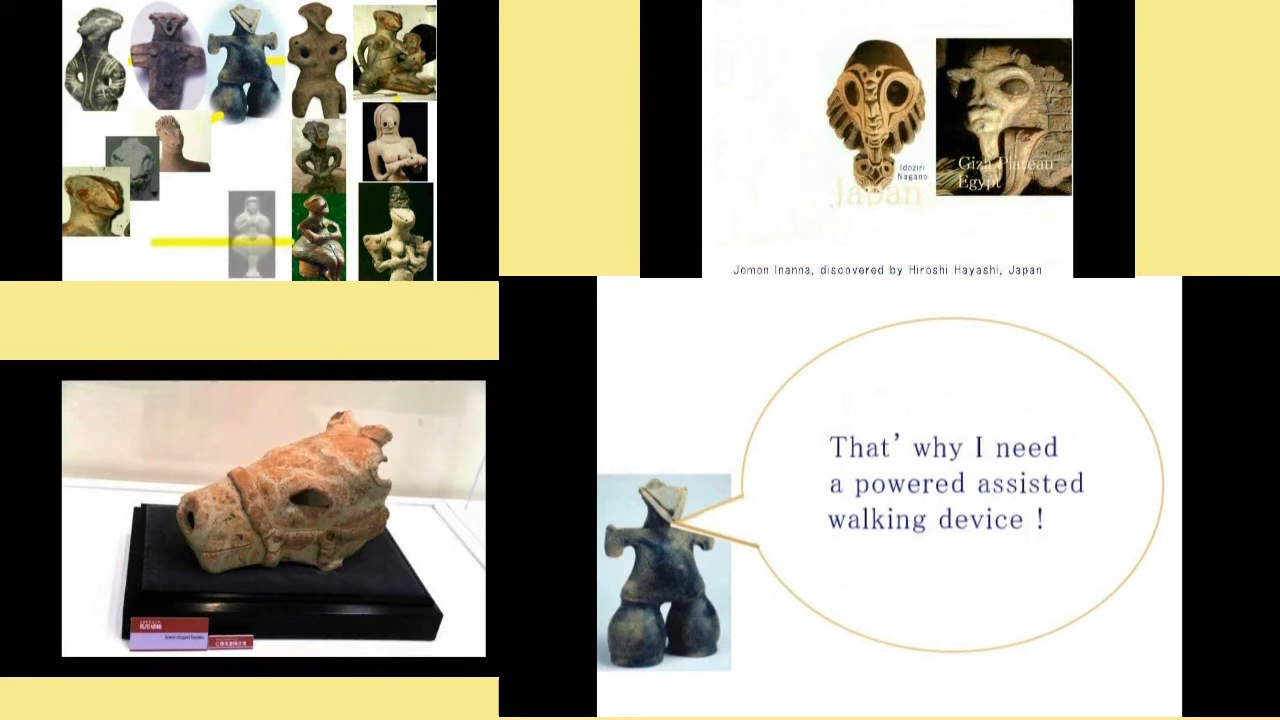 Idoziri
Nagano
Japan
Giza Plateau
Egypt
Jomon Inanna, discovered by Hiroshi Hayashi, Japan
That' why I need
a powered assisted
walking device !